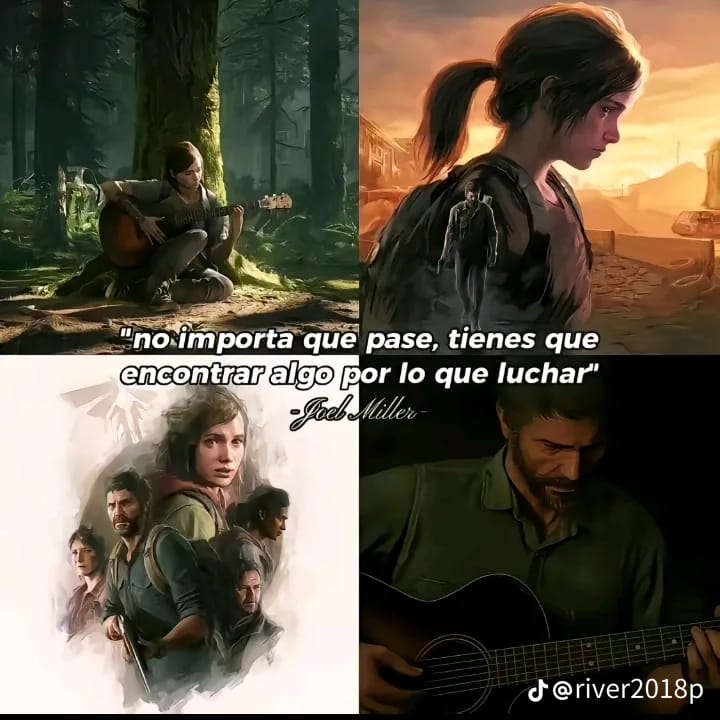 "no importa que pase, tienes que
encontrar algo por lo que luchar"
-Joel Miller-
@river2018p